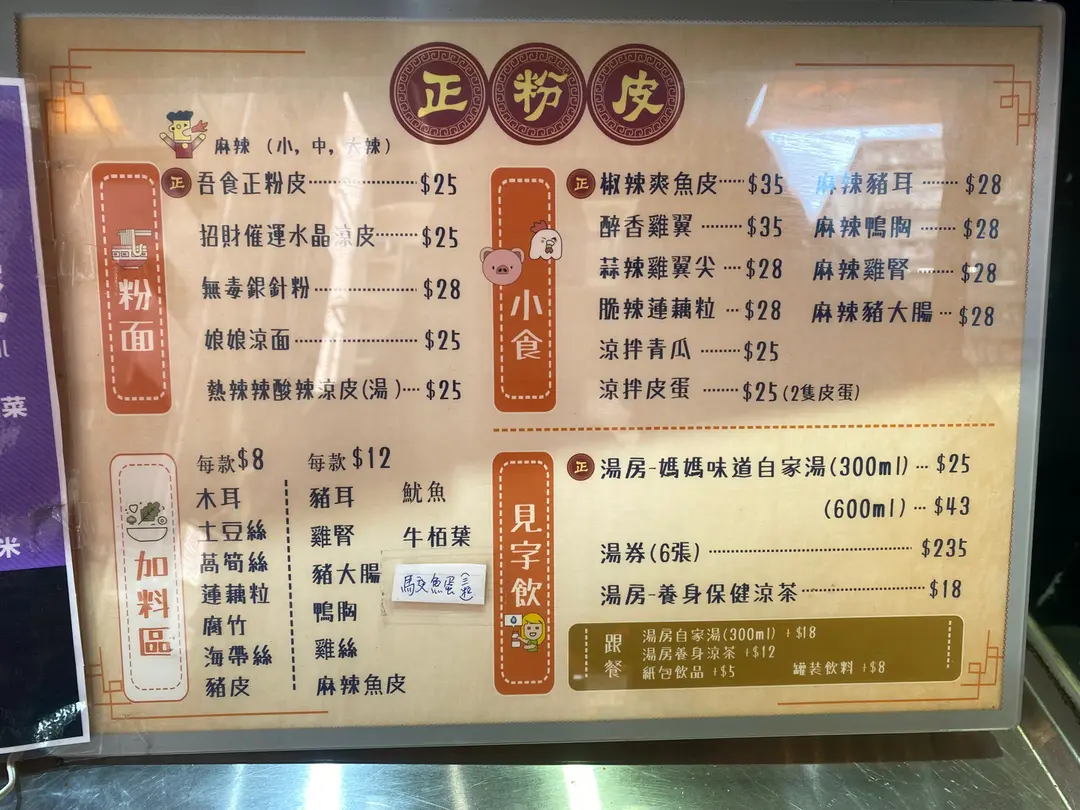 正粉皮
麻辣 (小，中，大辣)
粉面
正 吾食正粉皮 $25
招財催運水晶涼皮 $25
無毒銀針粉 $28
娘娘涼面 $25
熱辣辣酸辣涼皮(湯) $25
小食
正 椒辣爽魚皮 $35
醉香雞翼 $35
蒜辣雞翼尖 $28
脆辣蓮藕粒 $28
涼拌青瓜 $25
涼拌皮蛋 $25 (2隻皮蛋)
麻辣豬耳 $28
麻辣鴨胸 $28
麻辣雞腎 $28
麻辣豬大腸 $28
加料區
每款$8
木耳
土豆絲
萵筍絲
蓮藕粒
腐竹
海帶絲
豬皮
每款$12
豬耳
雞腎
豬大腸
鴨胸
雞絲
麻辣魚皮
魷魚
牛栢葉
見字飲
正 湯房-媽媽味道自家湯(300ml) $25
(600ml) $43
湯券(6張) $235
湯房-養身保健涼茶 $18
跟餐
湯房自家湯(300ml) +$18
湯房養身涼茶 +$12
紙包飲品 +$5
罐装飲料 +$8
菜
米